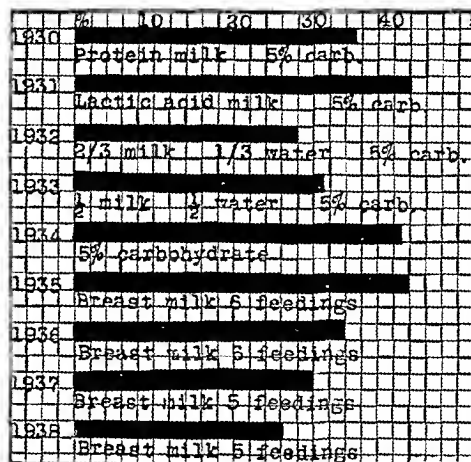 % 10 20 30 40
1930
Protein milk 5% carb.
1931
Lactic acid milk 5% carb
1932
2/3 milk 1/3 water 5% carb.
1933
½ milk ½ water 5% carb.
1934
5% carbohydrate
1935
Breast milk 6 feedings
1936
Breast milk 5 feedings
1937
Breast milk 5 feedings
1938
Breast milk 5 feedings